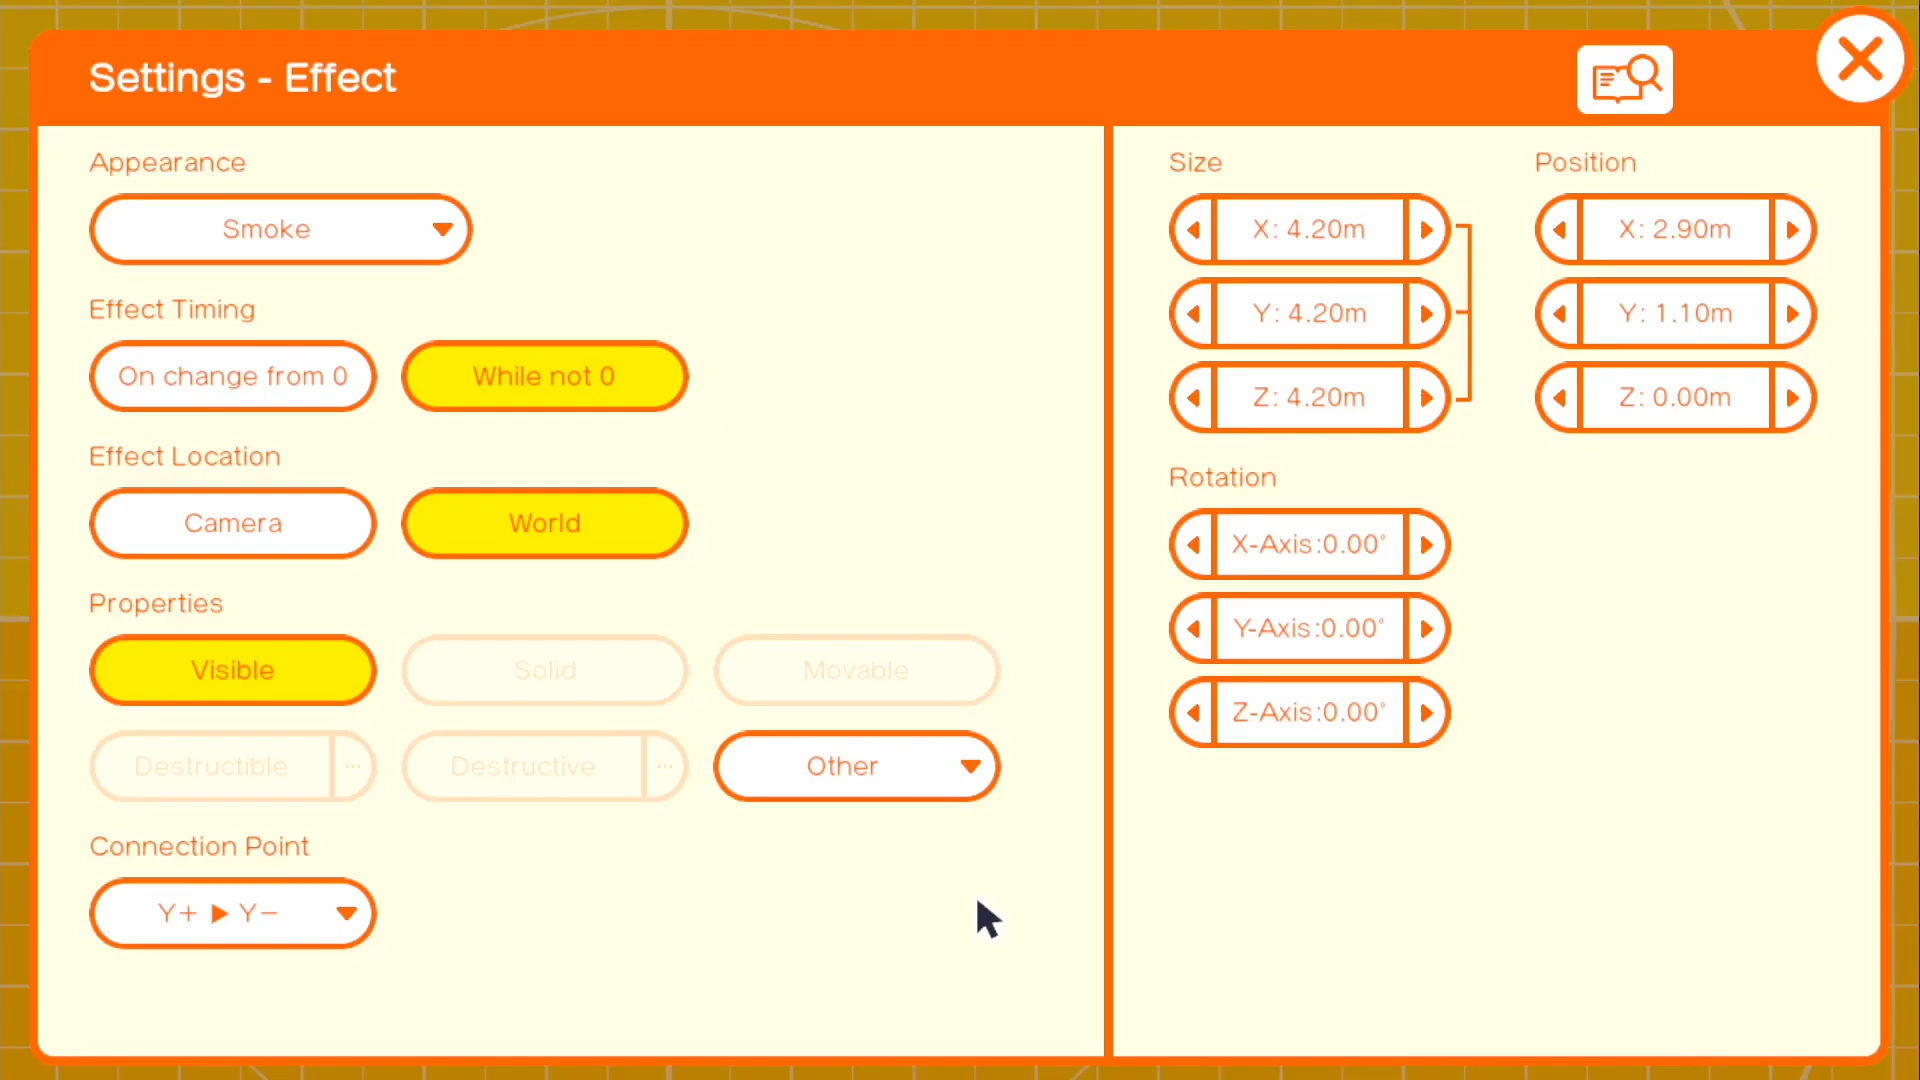 Settings - Effect
Appearance
Smoke
Effect Timing
On change from 0
While not 0
Effect Location
Camera
World
Properties
Visible
Solid
Movable
Destructible
...
Destructive
...
Other
Connection Point
Y+ ▶ Y−
Size
X: 4.20m
Y: 4.20m
Z: 4.20m
Position
X: 2.90m
Y: 1.10m
Z: 0.00m
Rotation
X-Axis:0.00°
Y-Axis:0.00°
Z-Axis:0.00°